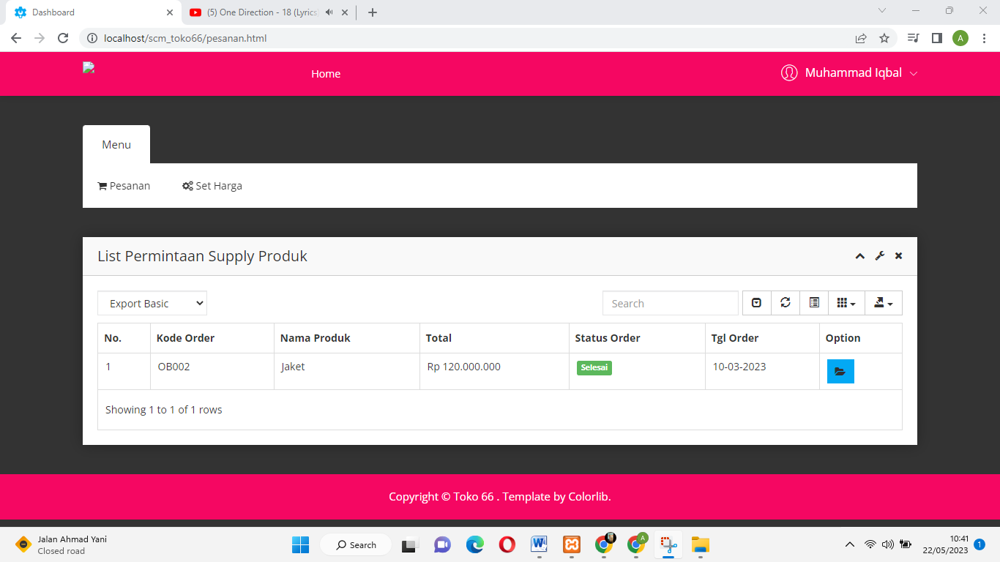 Dashboard
(5) One Direction - 18 (Lyrics)
localhost/scm_toko66/pesanan.html
A
Home
Muhammad Iqbal
Menu
Pesanan
Set Harga
List Permintaan Supply Produk
Export Basic
Search
No. Kode Order Nama Produk Total Status Order Tgl Order Option
1 OB002 Jaket Rp 120.000.000 Selesai 10-03-2023
Showing 1 to 1 of 1 rows
Copyright © Toko 66 . Template by Colorlib.
Jalan Ahmad Yani
Closed road
Search
A
10:41
22/05/2023
1